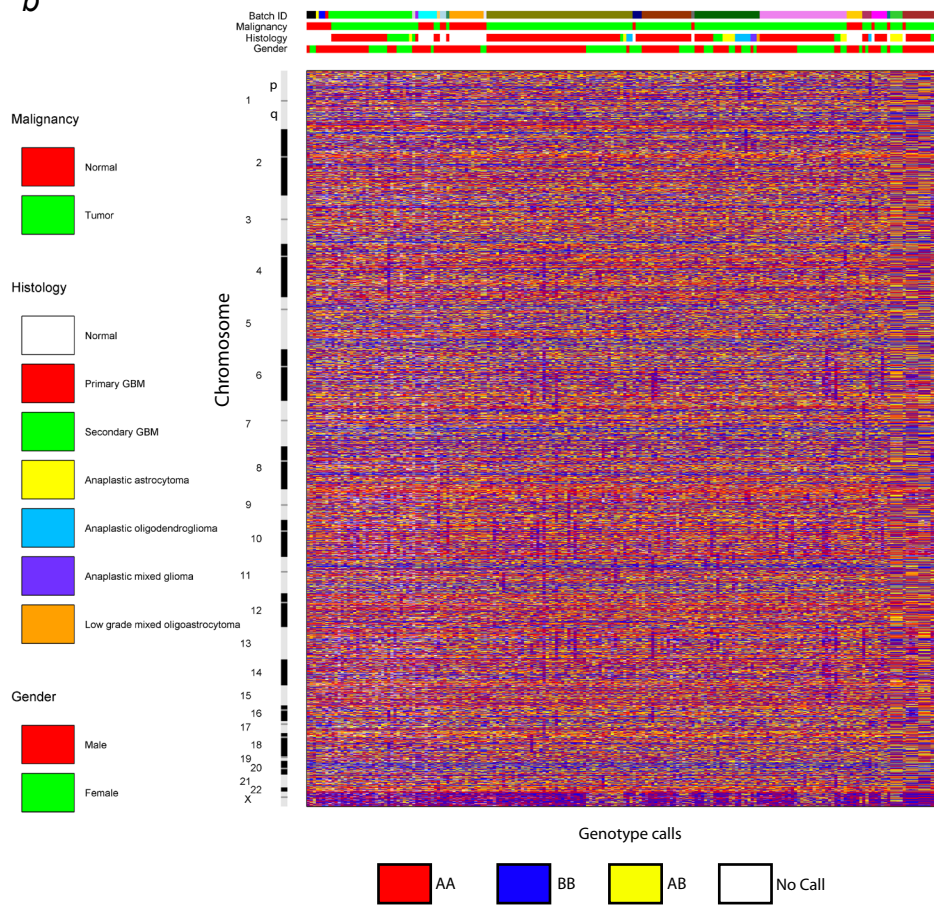 b
Batch ID
Malignancy
Histology
Gender
Malignancy
Normal
Tumor
Histology
Normal
Primary GBM
Secondary GBM
Anaplastic astrocytoma
Anaplastic oligodendroglioma
Anaplastic mixed glioma
Low grade mixed oligoastrocytoma
Gender
Male
Female
Chromosome
p
1
q
2
3
4
5
6
7
8
9
10
11
12
13
14
15
16
17
18
19
20
21
22
X
Genotype calls
AA
BB
AB
No Call